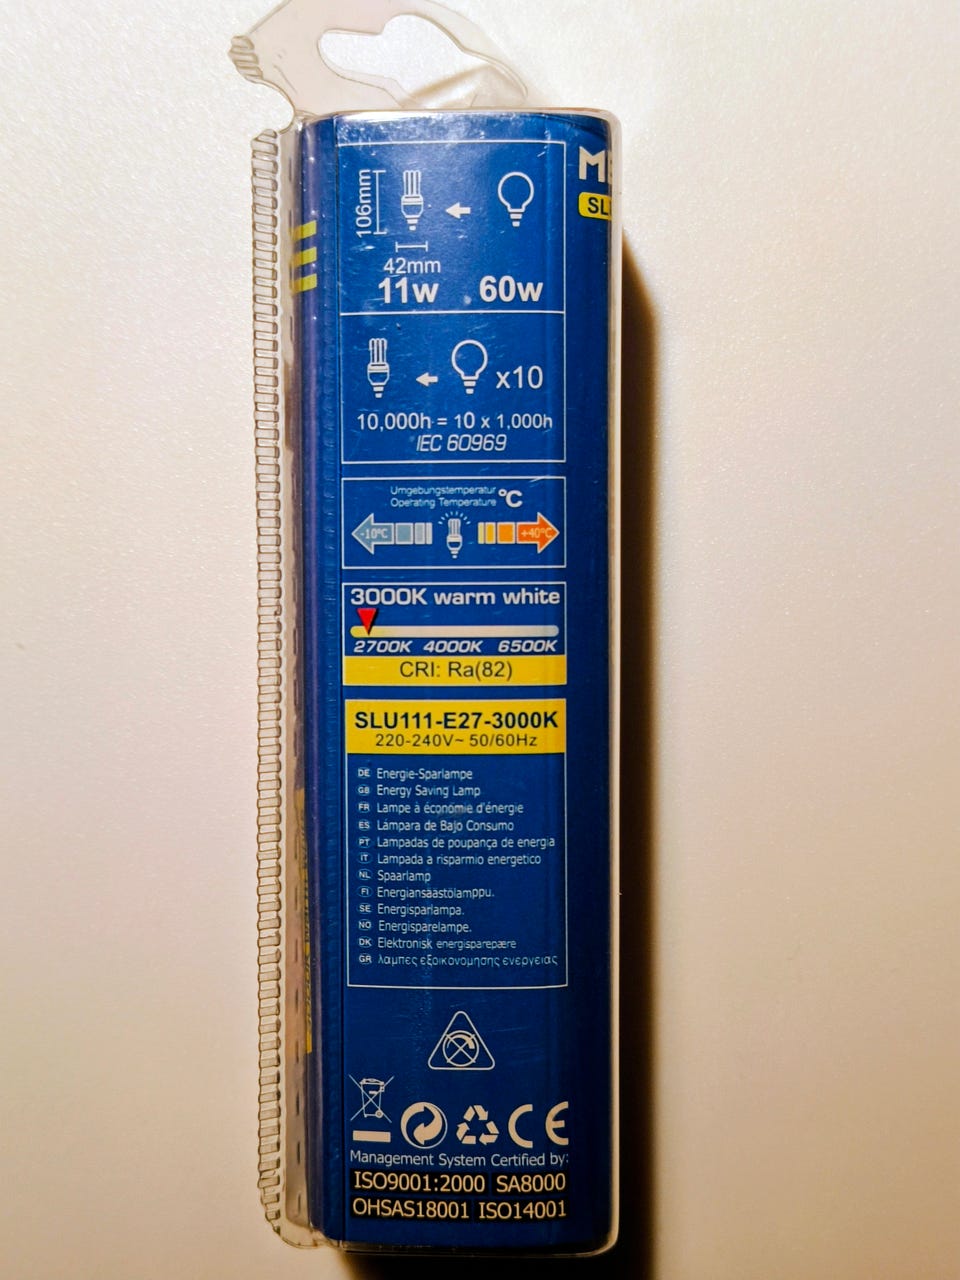 106mm
42mm
11w 60w
x10
10,000h = 10 x 1,000h
IEC 60969
Umgebungstemperatur
Operating Temperature °C
-10°C +40°C
3000K warm white
2700K 4000K 6500K
CRI: Ra(82)
SLU111-E27-3000K
220-240V~ 50/60Hz
DE Energie-Sparlampe
GB Energy Saving Lamp
FR Lampe à économie d'énergie
ES Lámpara de Bajo Consumo
PT Lampadas de poupança de energia
IT Lampada a risparmio energetico
NL Spaarlamp
FI Energiansäästölamppu.
SE Energisparlampa.
NO Energisparelampe.
DK Elektronisk energisparepære
GR λαμπες εξοικονομησης ενεργειας
CE
Management System Certified by:
ISO9001:2000 SA8000
OHSAS18001 ISO14001